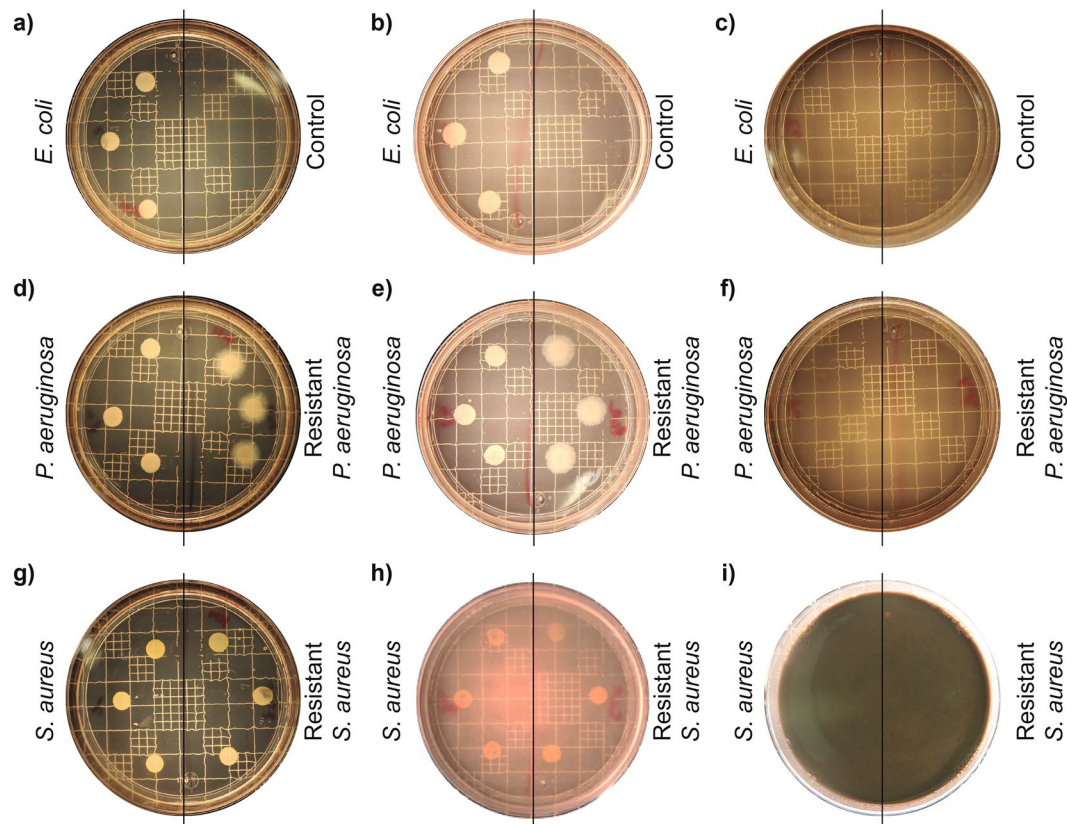 a)
E. coli
Control
b)
E. coli
Control
c)
E. coli
Control
d)
P. aeruginosa
Resistant
P. aeruginosa
e)
P. aeruginosa
Resistant
P. aeruginosa
f)
P. aeruginosa
Resistant
P. aeruginosa
g)
S. aureus
Resistant
S. aureus
h)
S. aureus
Resistant
S. aureus
i)
S. aureus
Resistant
S. aureus